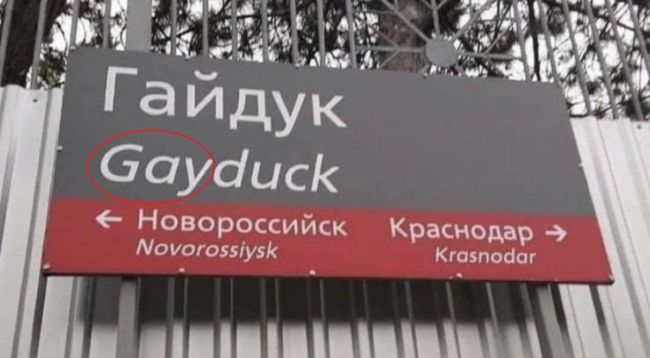 Гайдук
Gayduck
← Новороссийск
Novorossiysk
Краснодар →
Krasnodar